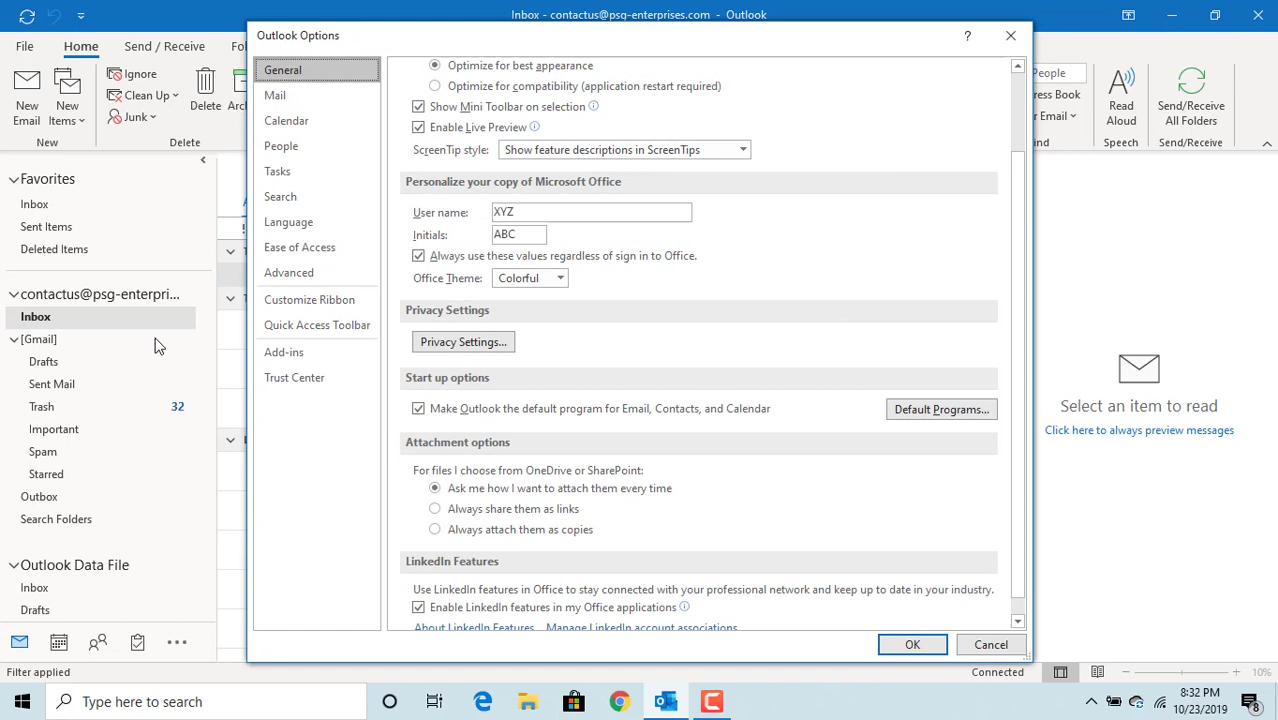 Inbox - contactus@psg-enterprises.com - Outlook
File Home Send / Receive
New Email
New Items
Ignore
Clean Up
Junk
Delete
New
Delete
People
Read Aloud
Send/Receive All Folders
Speech
Send/Receive
Favorites
Inbox
Sent Items
Deleted Items
contactus@psg-enterpri...
Inbox
[Gmail]
Drafts
Sent Mail
Trash 32
Important
Spam
Starred
Outbox
Search Folders
Outlook Data File
Inbox
Drafts
Outlook Options
?
General
Mail
Calendar
People
Tasks
Search
Language
Ease of Access
Advanced
Customize Ribbon
Quick Access Toolbar
Add-ins
Trust Center
Optimize for best appearance
Optimize for compatibility (application restart required)
Show Mini Toolbar on selection
Enable Live Preview
ScreenTip style: Show feature descriptions in ScreenTips
Personalize your copy of Microsoft Office
User name: XYZ
Initials: ABC
Always use these values regardless of sign in to Office.
Office Theme: Colorful
Privacy Settings
Privacy Settings...
Start up options
Make Outlook the default program for Email, Contacts, and Calendar Default Programs...
Attachment options
For files I choose from OneDrive or SharePoint:
Ask me how I want to attach them every time
Always share them as links
Always attach them as copies
LinkedIn Features
Use LinkedIn features in Office to stay connected with your professional network and keep up to date in your industry.
Enable LinkedIn features in my Office applications
About LinkedIn Features Manage LinkedIn account associations
OK Cancel
Select an item to read
Click here to always preview messages
Filter applied Connected 10%
Type here to search
8:32 PM
10/23/2019
8